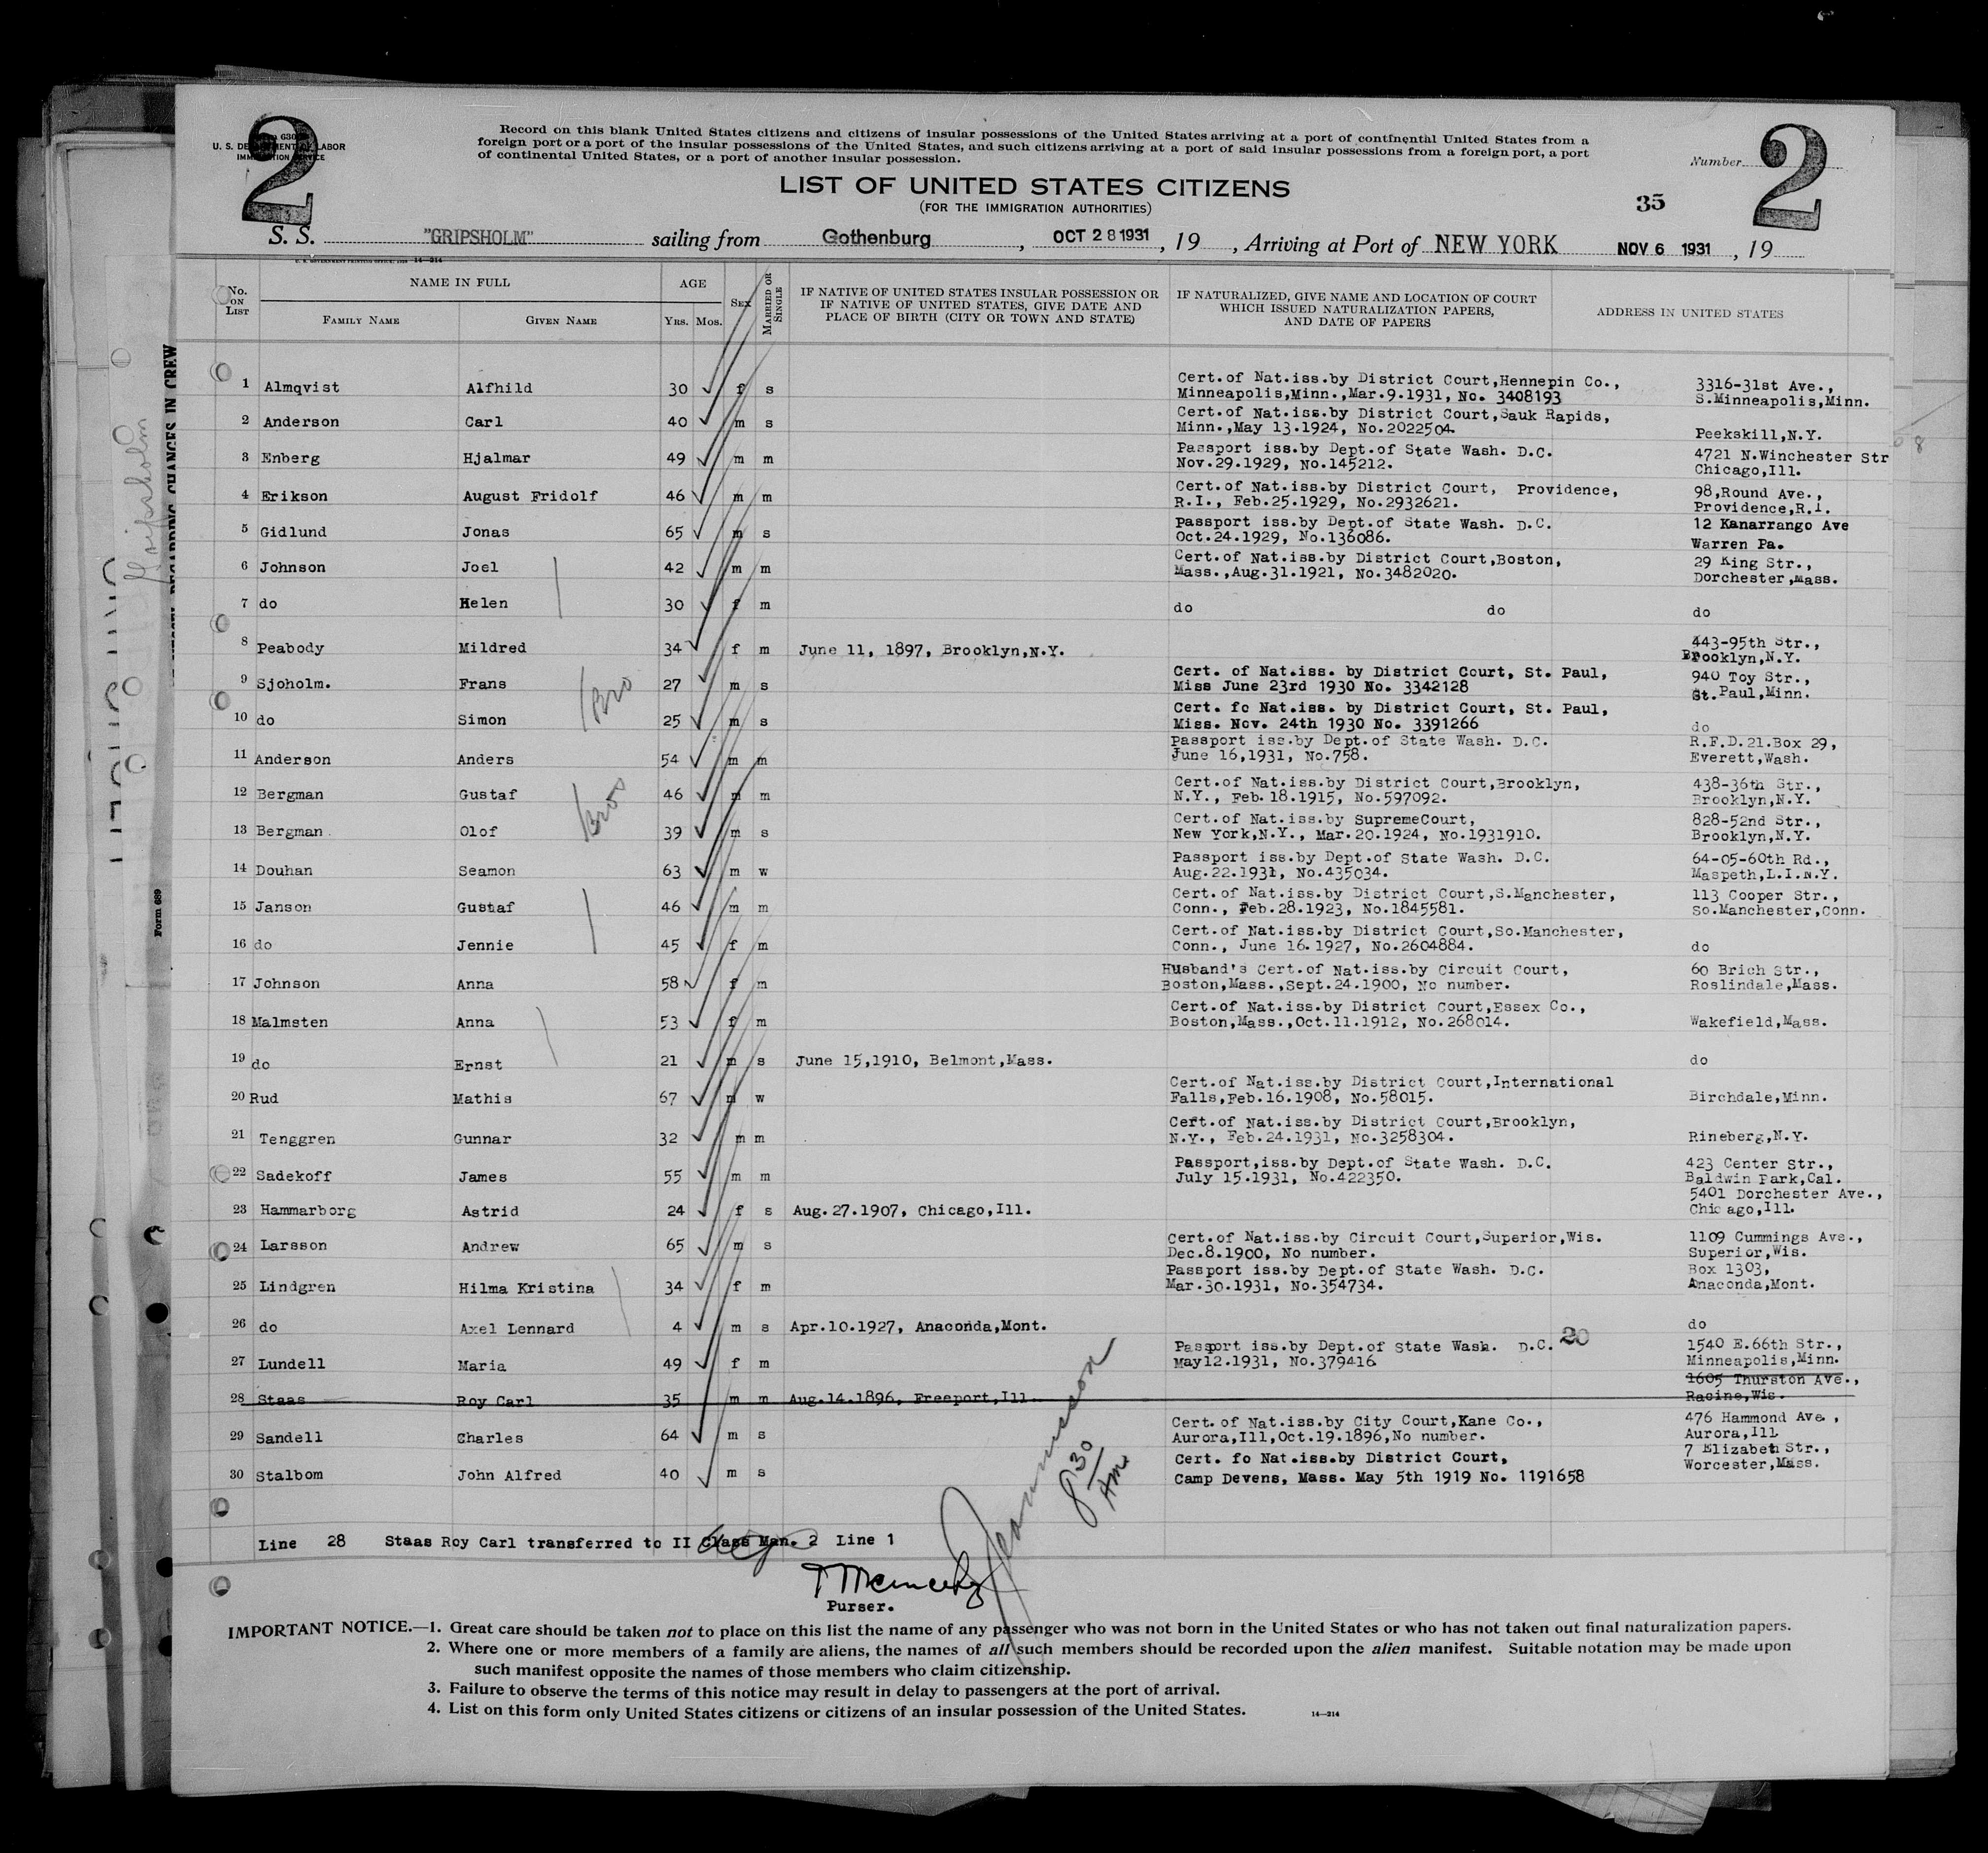 2
2
U. S. DEPARTMENT OF LABOR
IMMIGRATION SERVICE
Record on this blank United States citizens and citizens of insular possessions of the United States arriving at a port of continental United States from a
foreign port or a port of the insular possessions of the United States, and such citizens arriving at a port of said insular possessions from a foreign port, a port
of continental United States, or a port of another insular possession.
Number
LIST OF UNITED STATES CITIZENS
(FOR THE IMMIGRATION AUTHORITIES)
35
S. S. "GRIPSHOLM" sailing from Gothenburg, OCT 28 1931, 19 , Arriving at Port of NEW YORK NOV 6 1931, 19
No. ON LIST NAME IN FULL FAMILY NAME GIVEN NAME AGE YRS. MOS. SEX MARRIED OR SINGLE
IF NATIVE OF UNITED STATES INSULAR POSSESSION OR IF NATIVE OF UNITED STATES, GIVE DATE AND PLACE OF BIRTH (CITY OR TOWN AND STATE)
IF NATURALIZED, GIVE NAME AND LOCATION OF COURT WHICH ISSUED NATURALIZATION PAPERS, AND DATE OF PAPERS
ADDRESS IN UNITED STATES
1 Almqvist Alfhild 30 f s Cert.of Nat.iss.by District Court,Hennepin Co., 3316-31st Ave.,
Minneapolis,Minn.,Mar.9.1931, No. 3408193 S.Minneapolis,Minn.
2 Anderson Carl 40 m s Cert.of Nat.iss.by District Court,Sauk Rapids,
Minn.,May 13.1924, No.2022504. Peekskill,N.Y.
3 Enberg Hjalmar 49 m m Passport iss.by Dept.of State Wash. D.C. 4721 N.Winchester Str
Nov.29.1929, No.145212. Chicago,Ill.
4 Erikson August Fridolf 46 m m Cert.of Nat.iss.by District Court, Providence, 98,Round Ave.,
R.I., Feb.25.1929, No.2932621. Providence,R.I.
5 Gidlund Jonas 65 m s Passport iss.by Dept.of State Wash. D.C. 12 Kanarrango Ave
Oct.24.1929, No.136086. Warren Pa.
6 Johnson Joel 42 m m Cert.of Nat.iss.by District Court,Boston, 29 King Str.,
Mass.,Aug.31.1921, No.3482020. Dorchester,Mass.
7 do Helen 30 f m do do do
8 Peabody Mildred 34 f m June 11, 1897, Brooklyn,N.Y. 443-95th Str.,
Brooklyn,N.Y.
9 Sjoholm. Frans Bro 27 m s Cert. of Nat.iss. by District Court, St. Paul, 940 Toy Str.,
Miss June 23rd 1930 No. 3342128 St.Paul,Minn.
10 do Simon 25 m s Cert. fo Nat.iss. by District Court, St. Paul,
Miss. Nov. 24th 1930 No. 3391266 do
11 Anderson Anders 54 m m Passport iss.by Dept.of State Wash. D.C. R.F.D.21.Box 29,
June 16,1931, No.758. Everett,Wash.
12 Bergman Gustaf Bros 46 m m Cert.of Nat.iss.by District Court,Brooklyn, 438-36th Str.,
N.Y., Feb.18.1915, No.597092. Brooklyn,N.Y.
13 Bergman Olof 39 m s Cert.of Nat.iss.by SupremeCourt, 828-52nd Str.,
New York,N.Y., Mar.20.1924, No.1931910. Brooklyn,N.Y.
14 Douhan Seamon 63 m w Passport iss.by Dept.of State Wash. D.C. 64-05-60th Rd.,
Aug.22.1931, No.435034. Maspeth,L.I.N.Y.
15 Janson Gustaf 46 m m Cert.of Nat.iss.by District Court,S.Manchester, 113 Cooper Str.,
Conn., Feb.28.1923, No.1845581. So.Manchester,Conn.
16 do Jennie 45 f m Cert.of Nat.iss.by District Court,So.Manchester,
Conn., June 16.1927, No.2604884. do
17 Johnson Anna 58 f m Husband's Cert.of Nat.iss.by Circuit Court, 60 Brich Str.,
Boston,Mass.,Sept.24.1900, No number. Roslindale,Mass.
18 Malmsten Anna 53 f m Cert.of Nat.iss.by District Court,Essex Co.,
Boston,Mass.,Oct.11.1912, No.268014. Wakefield,Mass.
19 do Ernst 21 m s June 15,1910, Belmont,Mass. do
20 Rud Mathis 67 m w Cert.of Nat.iss.by District Court,International
Falls,Feb.16.1908, No.58015. Birchdale,Minn.
21 Tenggren Gunnar 32 m m Cert.of Nat.iss.by District Court,Brooklyn,
N.Y., Feb.24.1931, No.3258304. Rineberg,N.Y.
22 Sadekoff James 55 m m Passport,iss.by Dept.of State Wash. D.C. 423 Center Str.,
July 15.1931, No.422350. Baldwin Park,Cal.
23 Hammarborg Astrid 24 f s Aug.27.1907, Chicago,Ill. 5401 Dorchester Ave.,
Chicago,Ill.
24 Larsson Andrew 65 m s Cert.of Nat.iss.by Circuit Court,Superior,Wis. 1109 Cummings Ave.,
Dec.8.1900, No number. Superior,Wis.
25 Lindgren Hilma Kristina 34 f m Passport iss.by Dept.of State Wash. D.C. Box 1303,
Mar.30.1931, No.354734. Anaconda,Mont.
26 do Axel Lennard 4 m s Apr.10.1927, Anaconda,Mont. do
27 Lundell Maria 49 f m Passport iss.by Dept.of State Wash. D.C. 20 1540 E.66th Str.,
May12.1931, No.379416 Minneapolis,Minn.
28 Staas Roy Carl 35 m m Aug.14.1896, Freeport,Ill. 1605 Thurston Ave.,
Racine,Wis.
29 Sandell Charles 64 m s Cert.of Nat.iss.by City Court,Kane Co., 476 Hammond Ave.,
Aurora,Ill,Oct.19.1896,No number. Aurora,Ill
30 Stalbom John Alfred 40 m s Cert. fo Nat.iss.by District Court, 7 Elizabeth Str.,
Camp Devens, Mass. May 5th 1919 No. 1191658 Worcester,Mass.
8 30
Am
Line 28 Staas Roy Carl transferred to II Class Man. 2 Line 1
Purser.
IMPORTANT NOTICE.—1. Great care should be taken not to place on this list the name of any passenger who was not born in the United States or who has not taken out final naturalization papers.
2. Where one or more members of a family are aliens, the names of all such members should be recorded upon the alien manifest. Suitable notation may be made upon
such manifest opposite the names of those members who claim citizenship.
3. Failure to observe the terms of this notice may result in delay to passengers at the port of arrival.
4. List on this form only United States citizens or citizens of an insular possession of the United States.
14—214
Form 689
Gripsholm